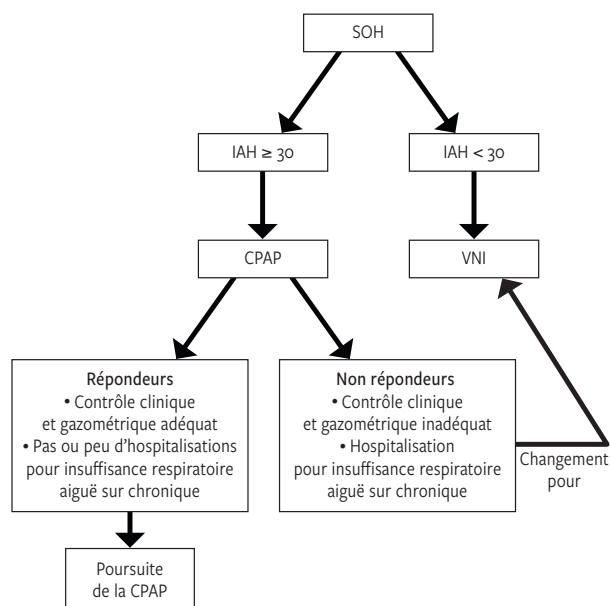 SOH
IAH ≥ 30
IAH < 30
CPAP
VNI
Répondeurs
• Contrôle clinique
et gazométrique adéquat
• Pas ou peu d’hospitalisations
pour insuffisance respiratoire
aiguë sur chronique
Non répondeurs
• Contrôle clinique
et gazométrique inadéquat
• Hospitalisation
pour insuffisance respiratoire
aiguë sur chronique
Changement
pour
Poursuite
de la CPAP